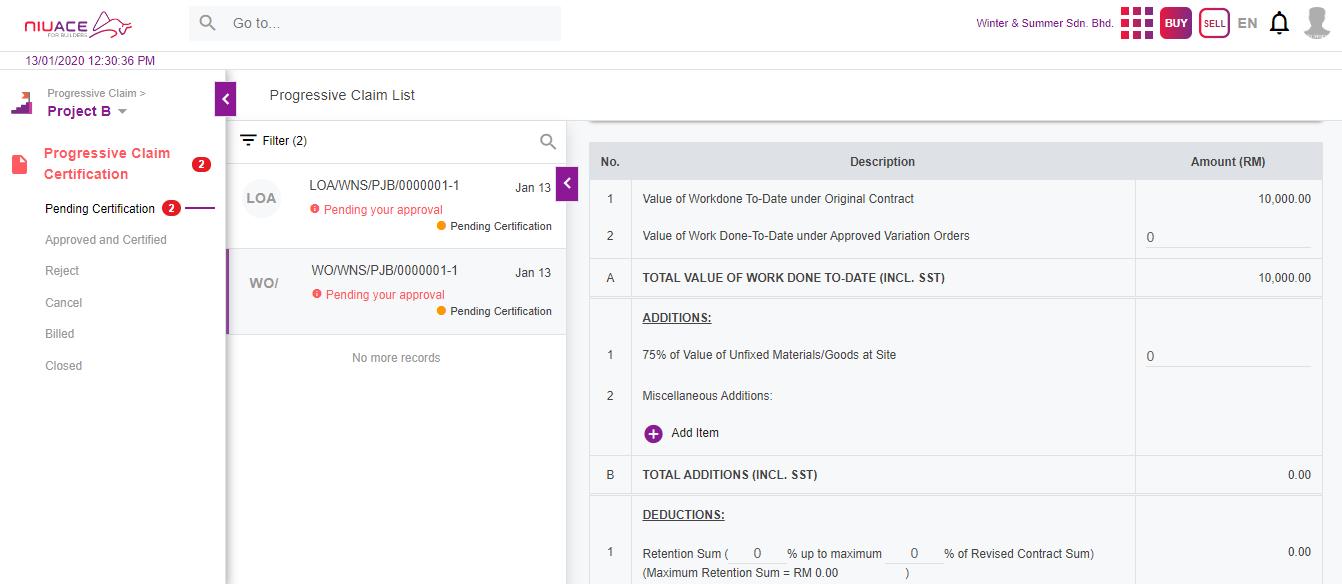 NIUACE
FOR BUILDERS
Go to...
Winter & Summer Sdn. Bhd.
BUY
SELL
EN
13/01/2020 12:30:36 PM
Progressive Claim >
Project B
Progressive Claim
Certification
2
Pending Certification
2
Approved and Certified
Reject
Cancel
Billed
Closed
Progressive Claim List
Filter (2)
LOA
LOA/WNS/PJB/0000001-1
Jan 13
Pending your approval
Pending Certification
WO/
WO/WNS/PJB/0000001-1
Jan 13
Pending your approval
Pending Certification
No more records
No. Description Amount (RM)
1 Value of Workdone To-Date under Original Contract 10,000.00
2 Value of Work Done-To-Date under Approved Variation Orders 0
A TOTAL VALUE OF WORK DONE TO-DATE (INCL. SST) 10,000.00
ADDITIONS:
1 75% of Value of Unfixed Materials/Goods at Site 0
2 Miscellaneous Additions:
Add Item
B TOTAL ADDITIONS (INCL. SST) 0.00
DEDUCTIONS:
1 Retention Sum ( 0 % up to maximum 0 % of Revised Contract Sum) 0.00
(Maximum Retention Sum = RM 0.00 )